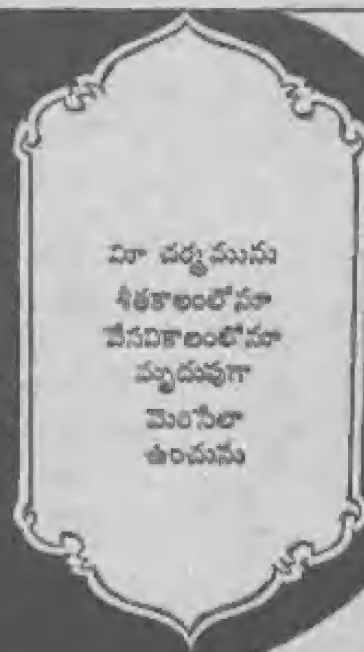 మీ చర్మమును
శీతకాలంలోనూ
వేసవికాలంలోనూ
మృదువుగా
మెరిసేలా
ఉంచును